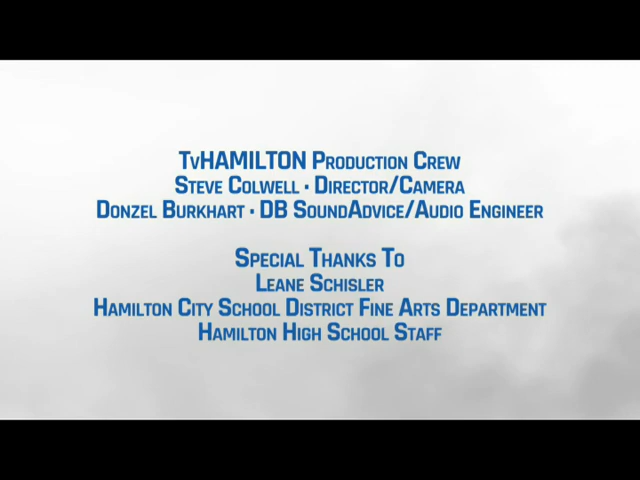 TvHAMILTON Production Crew
Steve Colwell · Director/Camera
Donzel Burkhart · DB SoundAdvice/Audio Engineer
Special Thanks To
Leane Schisler
Hamilton City School District Fine Arts Department
Hamilton High School Staff